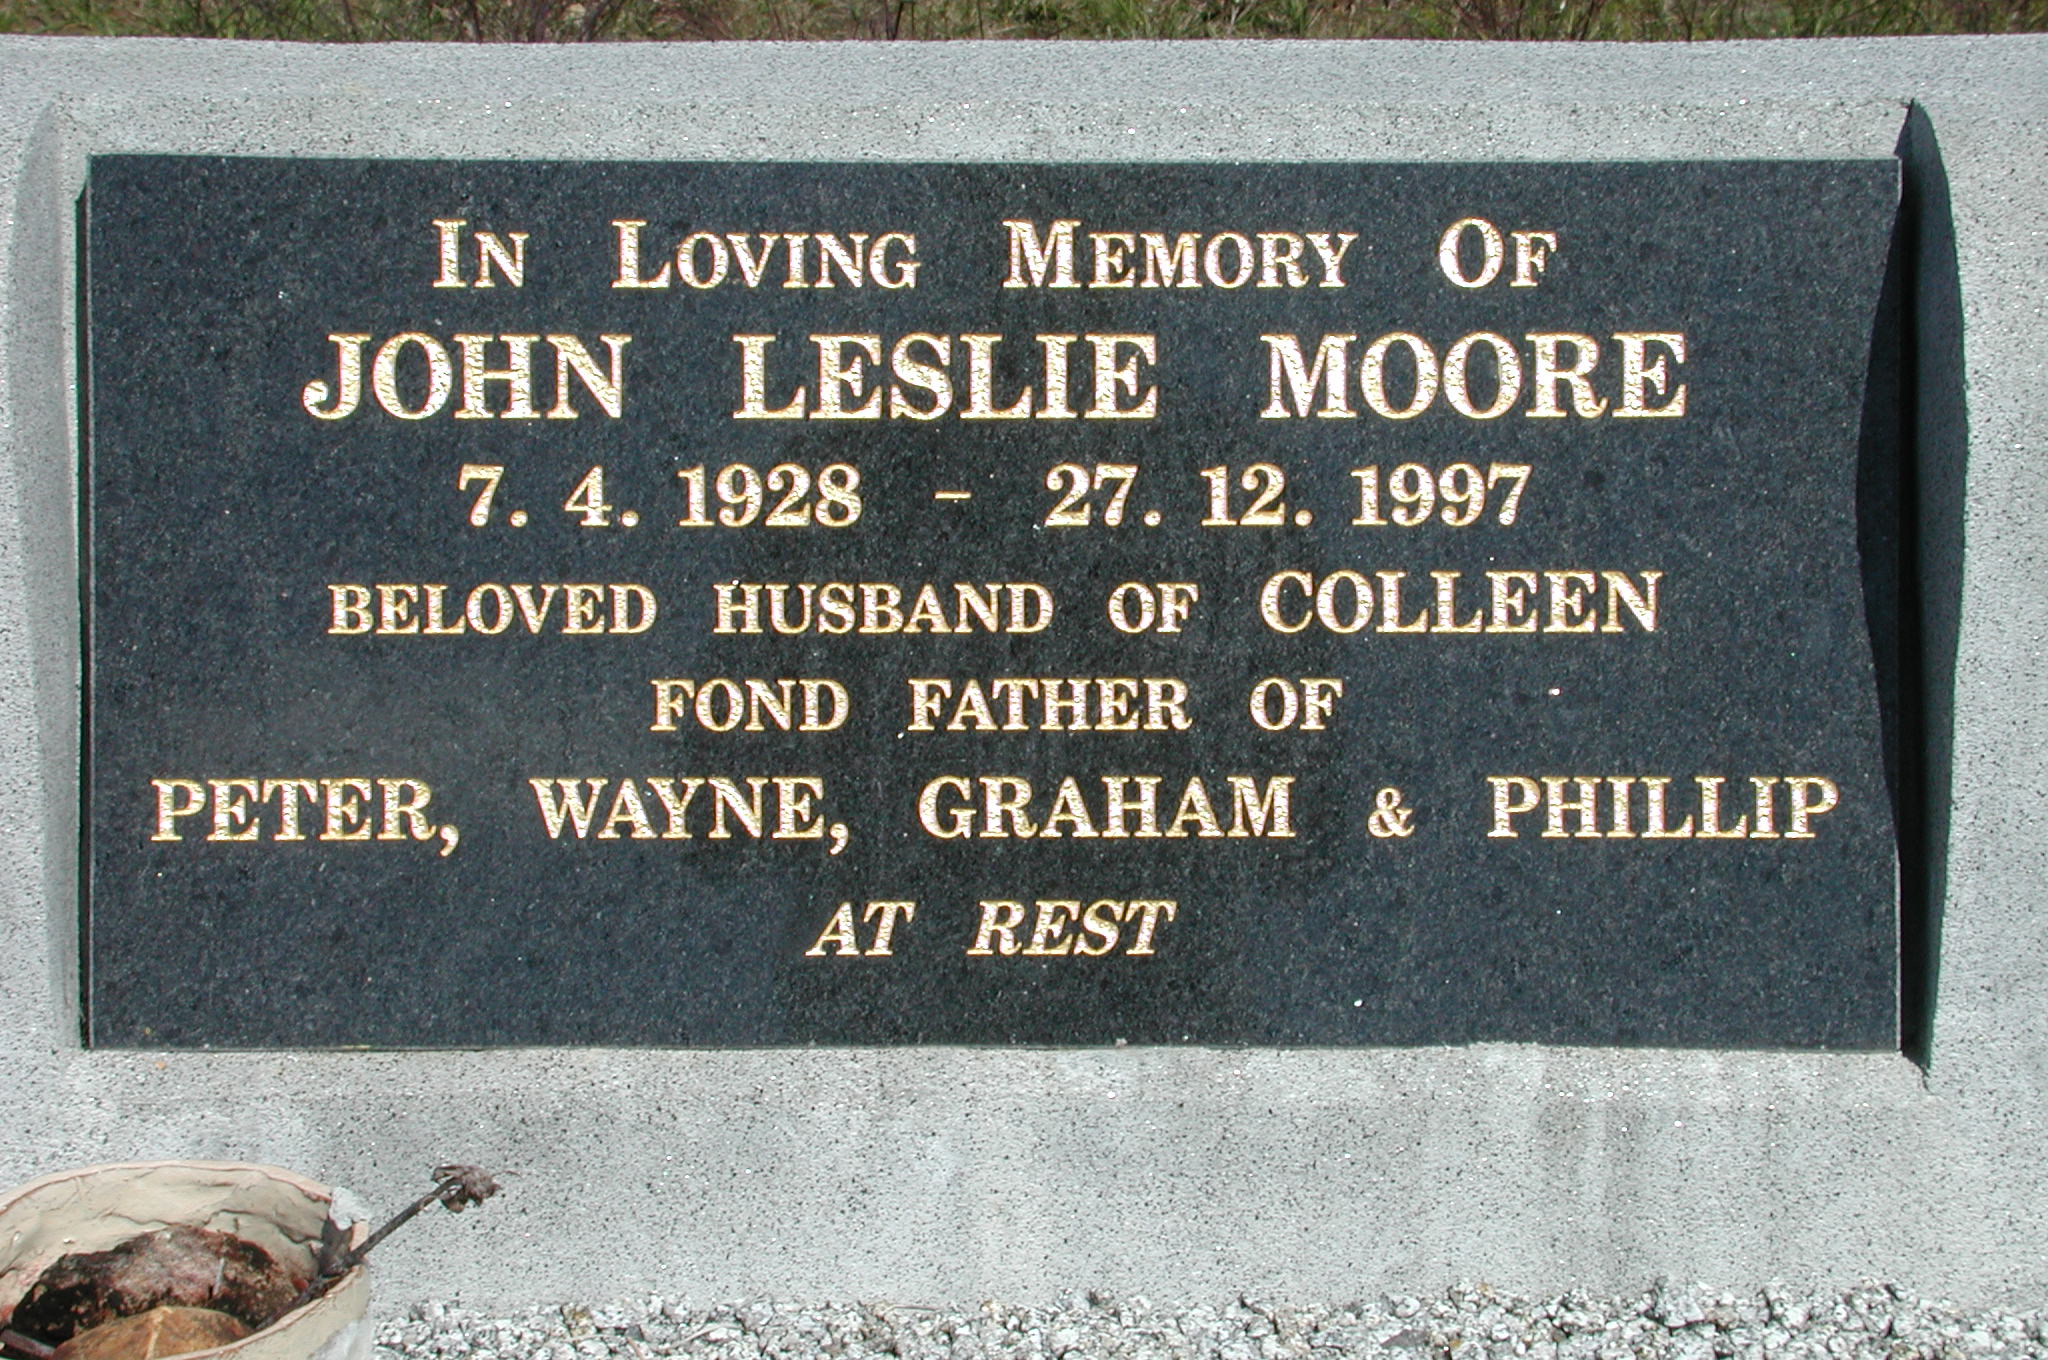 In Loving Memory Of
JOHN LESLIE MOORE
7. 4. 1928 - 27. 12. 1997
BELOVED HUSBAND OF COLLEEN
FOND FATHER OF
PETER, WAYNE, GRAHAM & PHILLIP
AT REST